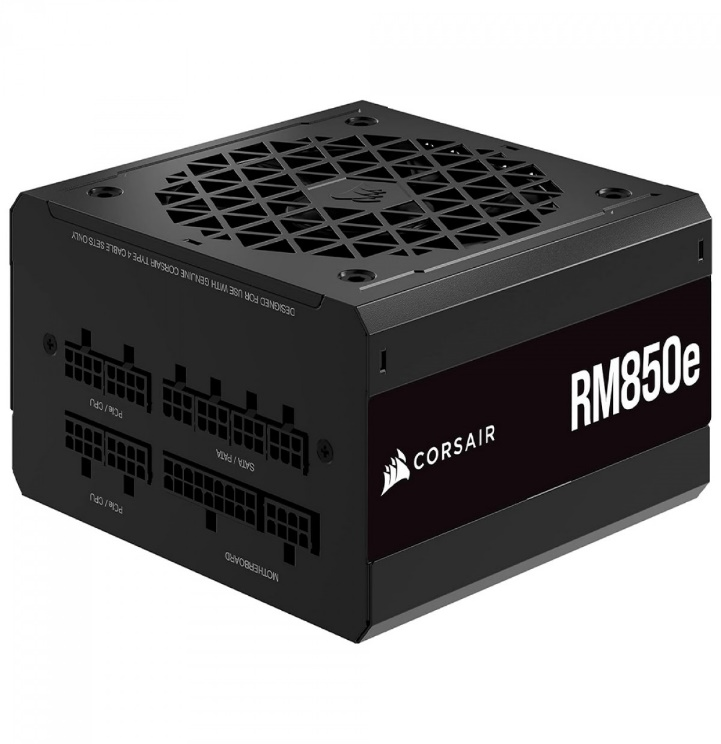 DESIGNED FOR USE WITH GENUINE CORSAIR TYPE 4 CABLE SETS ONLY
PCIe / CPU
SATA / PATA
PCIe / CPU
MOTHERBOARD
CORSAIR
RM850e